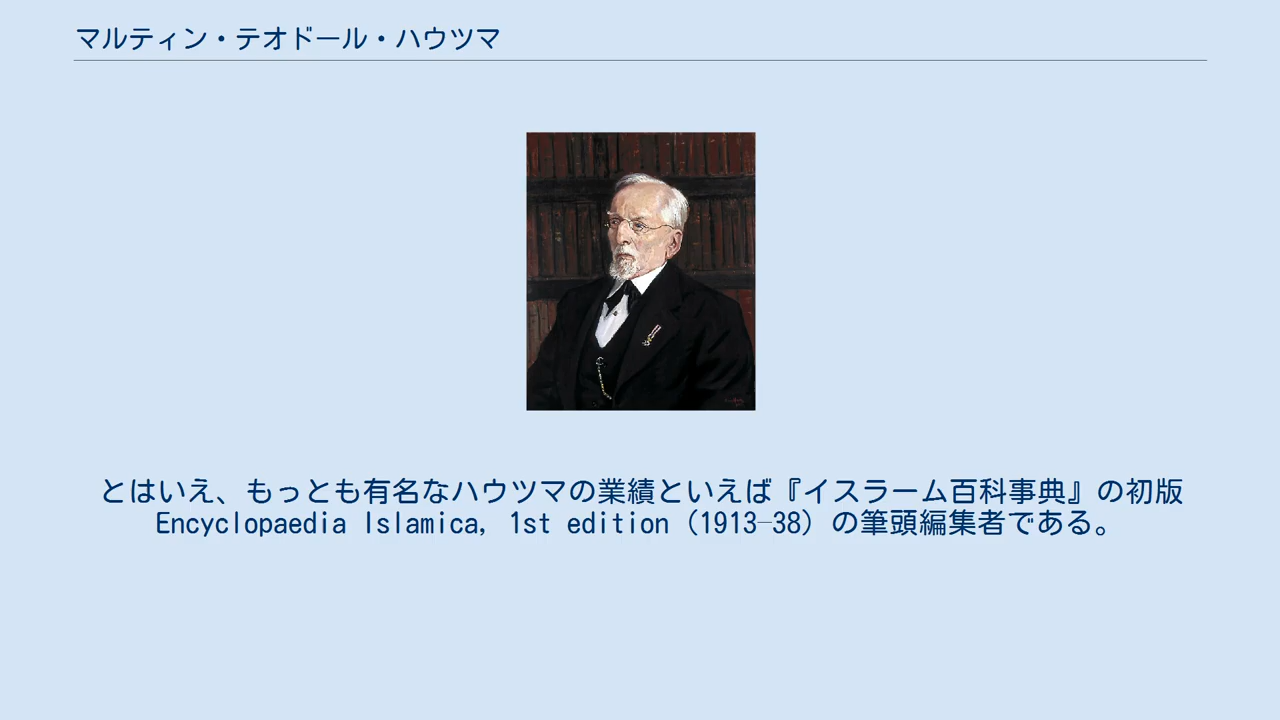 マルティン・テオドール・ハウツマ
とはいえ、もっとも有名なハウツマの業績といえば『イスラーム百科事典』の初版
Encyclopaedia Islamica, 1st edition (1913–38) の筆頭編集者である。